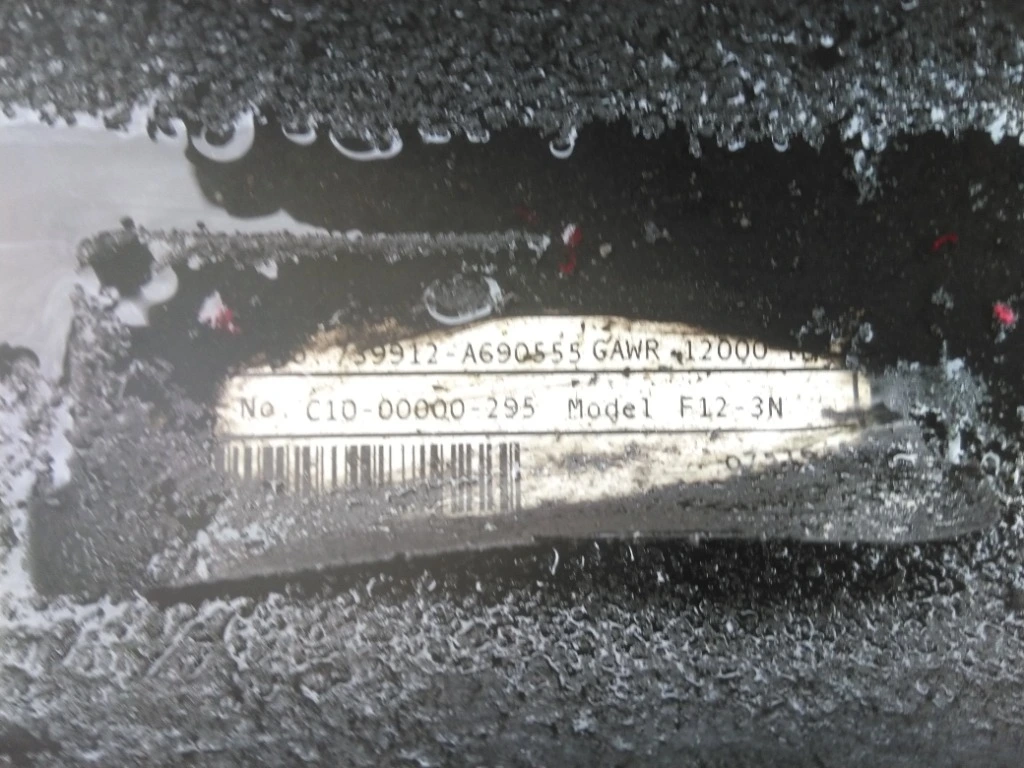 739912-A690555 GAWR 12000
No. C10-00000-295 Model F12-3N